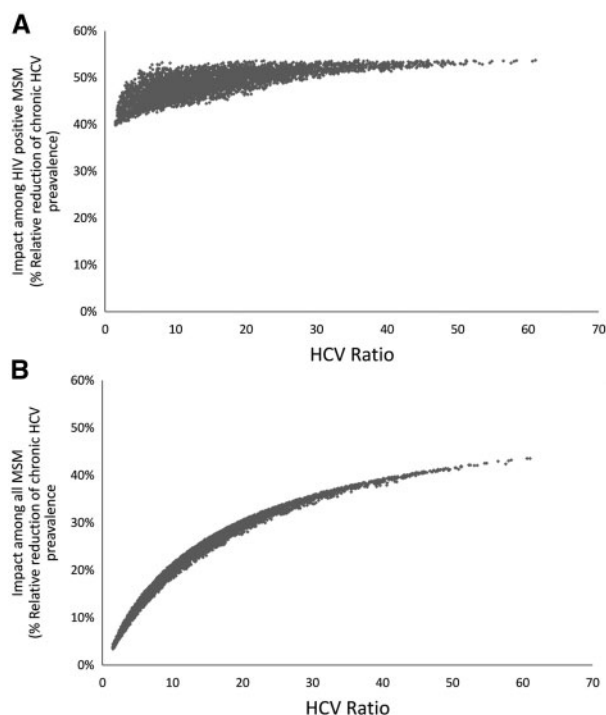 A
Impact among HIV positive MSM
(% Relative reduction of chronic HCV
preavalence)
60%
50%
40%
30%
20%
10%
0%
0 10 20 30 40 50 60 70
HCV Ratio
B
Impact among all MSM
(% Relative reduction of chronic HCV
preavalence
60%
50%
40%
30%
20%
10%
0%
0 10 20 30 40 50 60 70
HCV Ratio